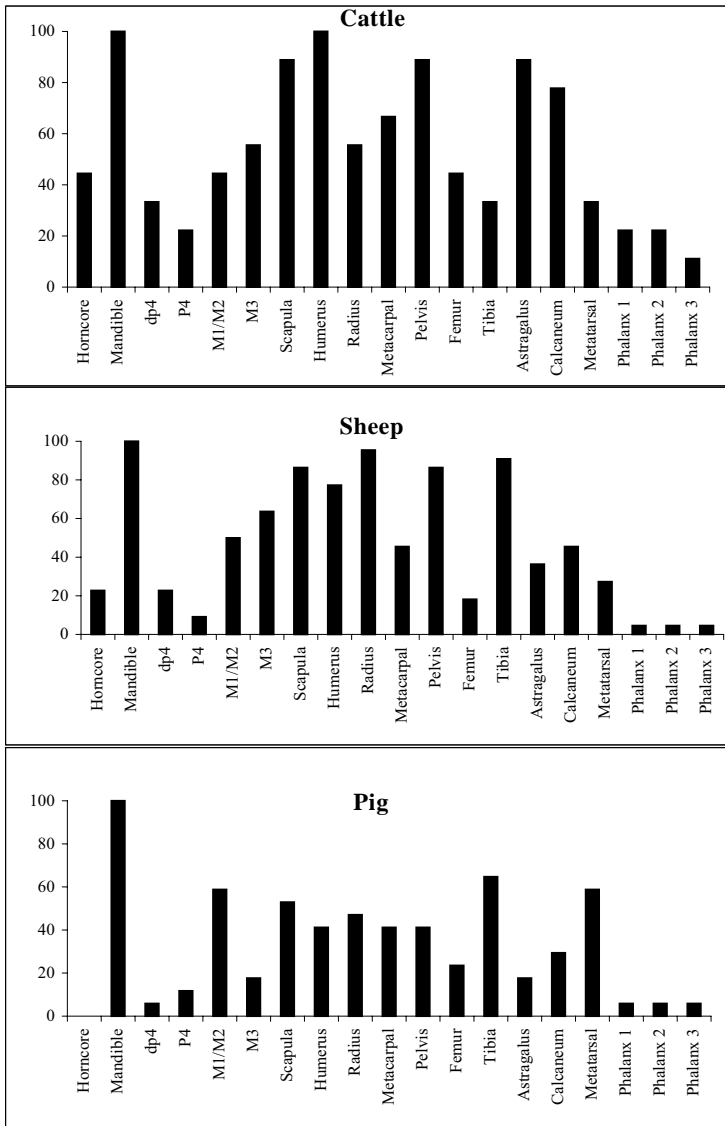 Cattle
100
80
60
40
20
0
Horncore
Mandible
dp4
P4
M1/M2
M3
Scapula
Humerus
Radius
Metacarpal
Pelvis
Femur
Tibia
Astragalus
Calcaneum
Metatarsal
Phalanx 1
Phalanx 2
Phalanx 3
Sheep
100
80
60
40
20
0
Horncore
Mandible
dp4
P4
M1/M2
M3
Scapula
Humerus
Radius
Metacarpal
Pelvis
Femur
Tibia
Astragalus
Calcaneum
Metatarsal
Phalanx 1
Phalanx 2
Phalanx 3
Pig
100
80
60
40
20
0
Horncore
Mandible
dp4
P4
M1/M2
M3
Scapula
Humerus
Radius
Metacarpal
Pelvis
Femur
Tibia
Astragalus
Calcaneum
Metatarsal
Phalanx 1
Phalanx 2
Phalanx 3